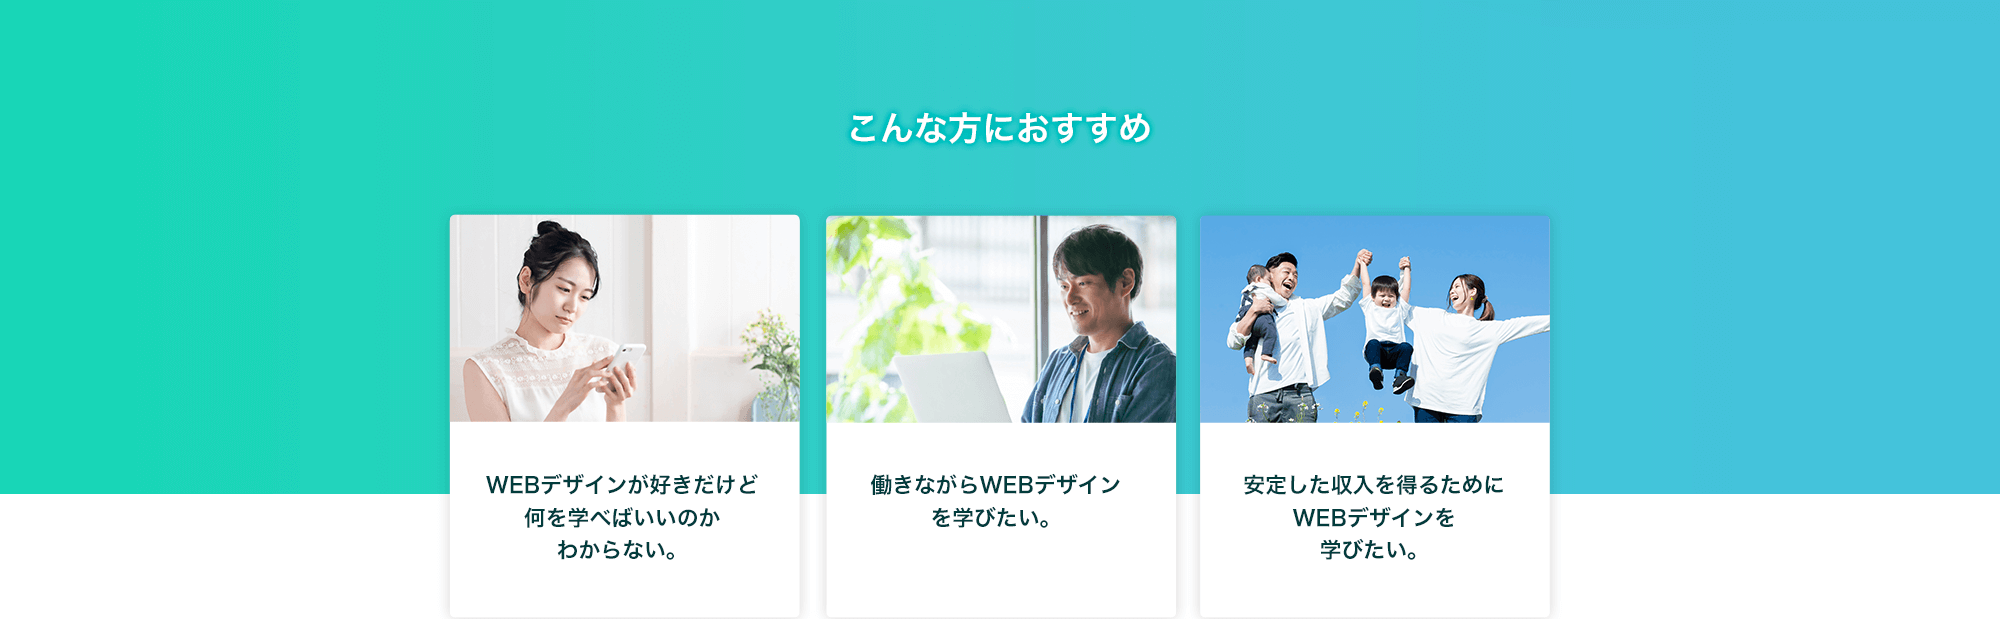 こんな方におすすめ
WEBデザインが好きだけど
何を学べばいいのか
わからない。
働きながらWEBデザイン
を学びたい。
安定した収入を得るために
WEBデザインを
学びたい。